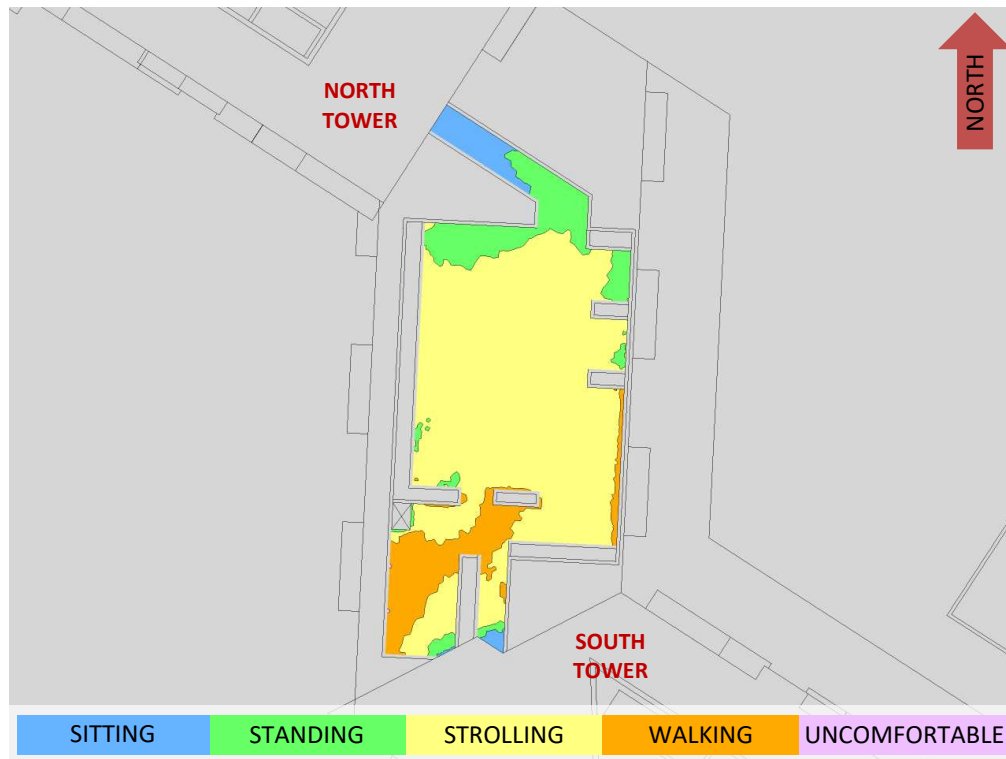 NORTH
NORTH
TOWER
SOUTH
TOWER
SITTING
STANDING
STROLLING
WALKING
UNCOMFORTABLE